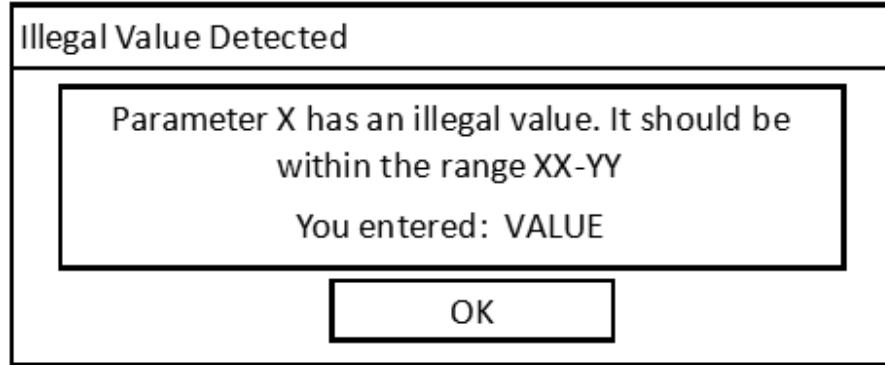 Illegal Value Detected
Parameter X has an illegal value. It should be
within the range XX-YY
You entered: VALUE
OK